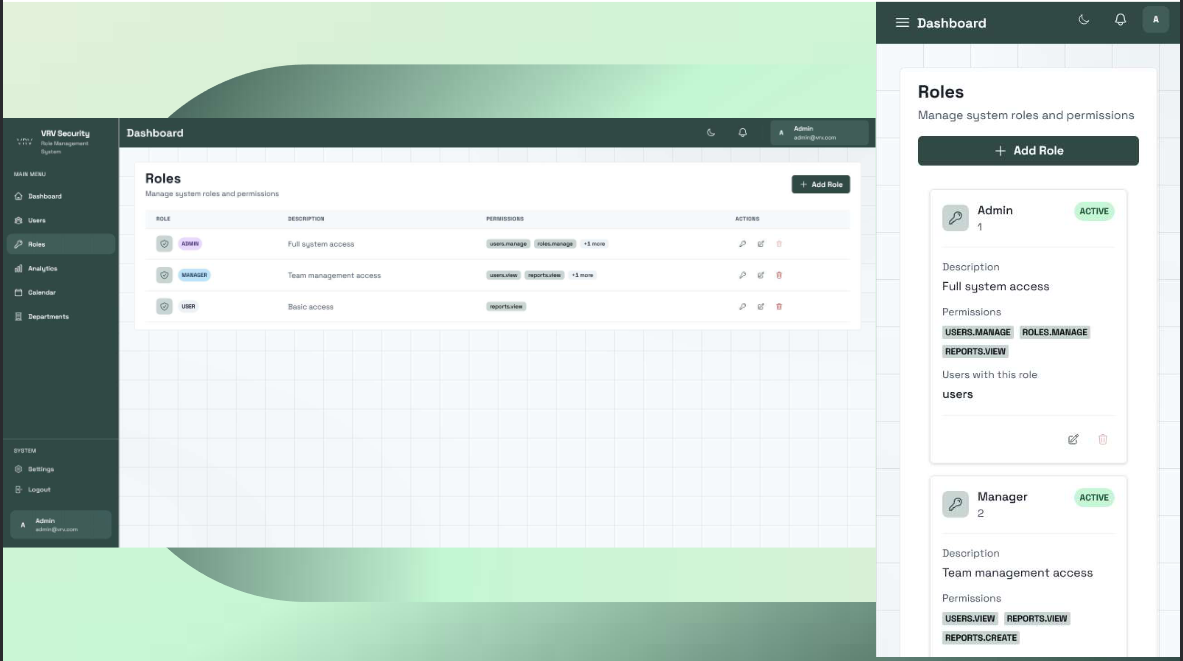 VRV
VRV Security
Role Management
System
MAIN MENU
Dashboard
Users
Roles
Analytics
Calendar
Departments
SYSTEM
Settings
Logout
A
Admin
admin@vrv.com
Dashboard
A
Admin
admin@vrv.com
Roles
Manage system roles and permissions
+ Add Role
ROLE DESCRIPTION PERMISSIONS ACTIONS
ADMIN Full system access users.manage roles.manage +1 more
MANAGER Team management access users.view reports.view +1 more
USER Basic access reports.view
Dashboard A
Roles
Manage system roles and permissions
+ Add Role
Admin ACTIVE
1
Description
Full system access
Permissions
USERS.MANAGE ROLES.MANAGE
REPORTS.VIEW
Users with this role
users
Manager ACTIVE
2
Description
Team management access
Permissions
USERS.VIEW REPORTS.VIEW
REPORTS.CREATE